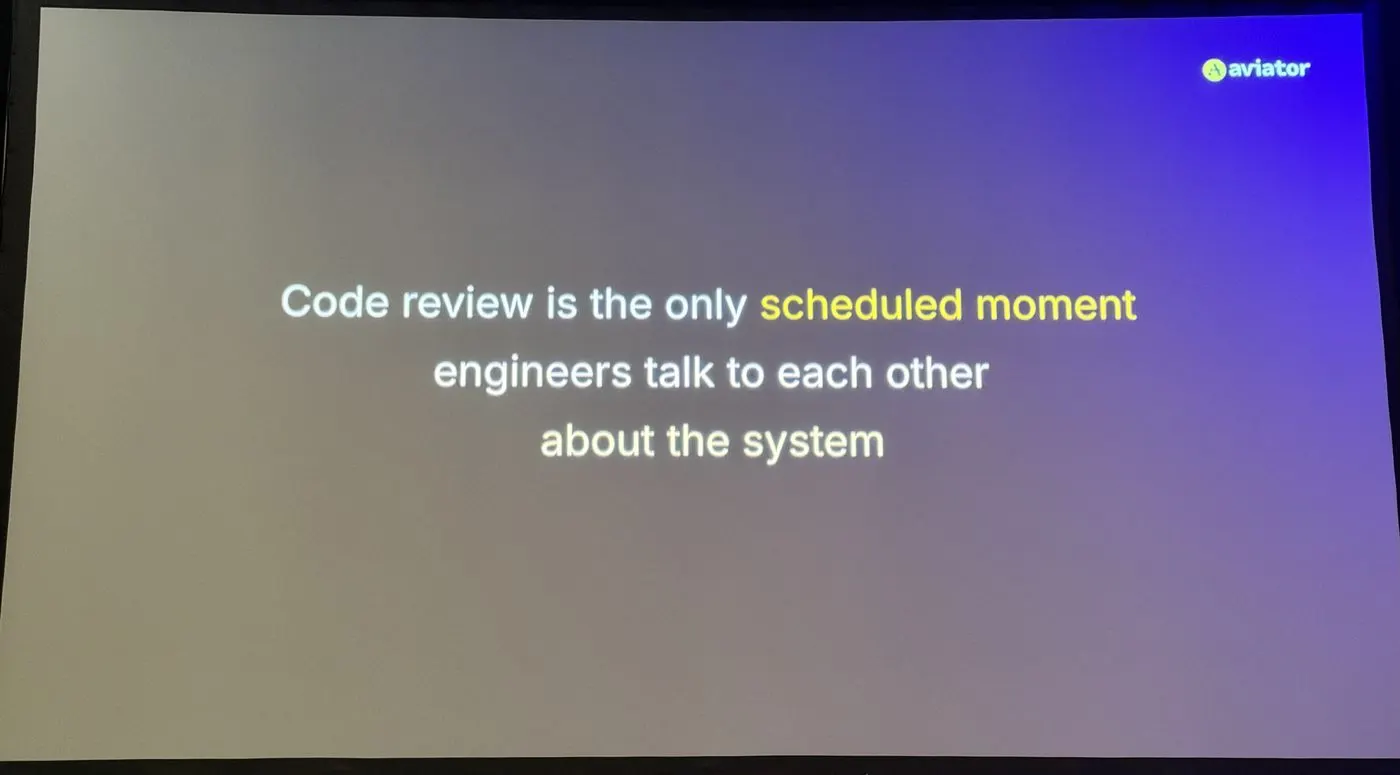 aviator
Code review is the only scheduled moment
engineers talk to each other
about the system